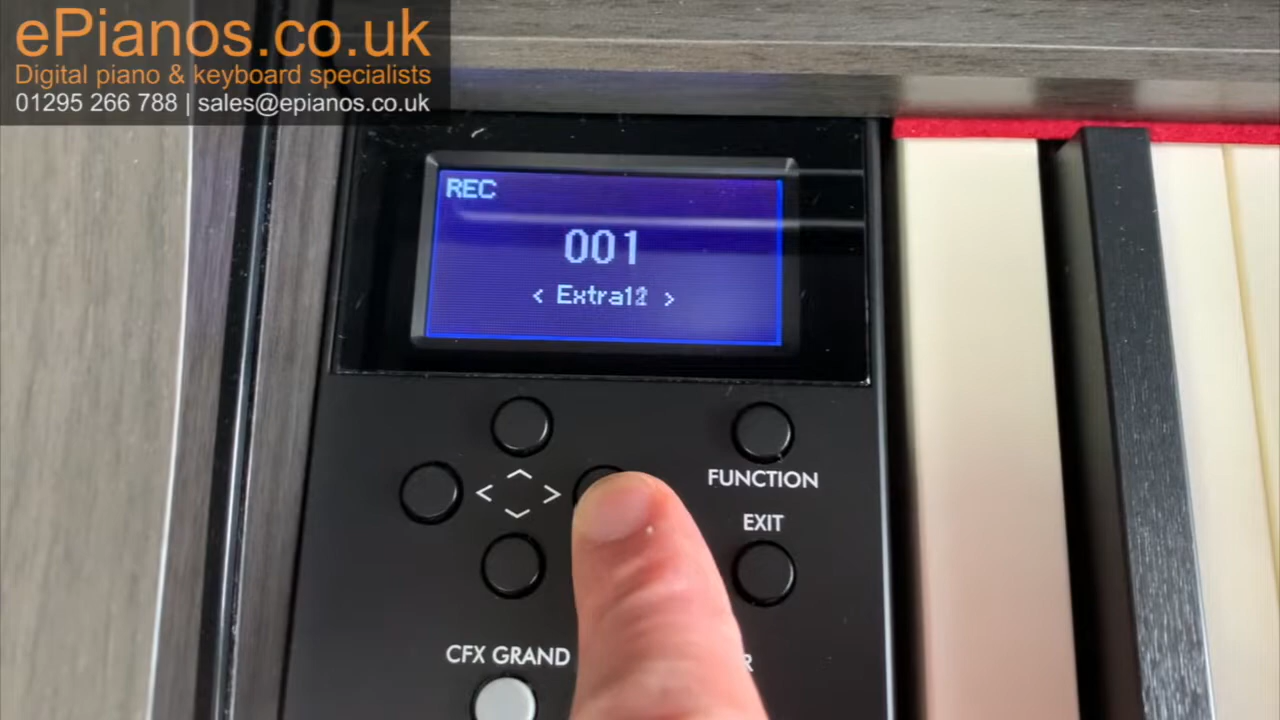 ePianos.co.uk
Digital piano & keyboard specialists
01295 266 788 | sales@epianos.co.uk
REC
001
FUNCTION
EXIT
CFX GRAND